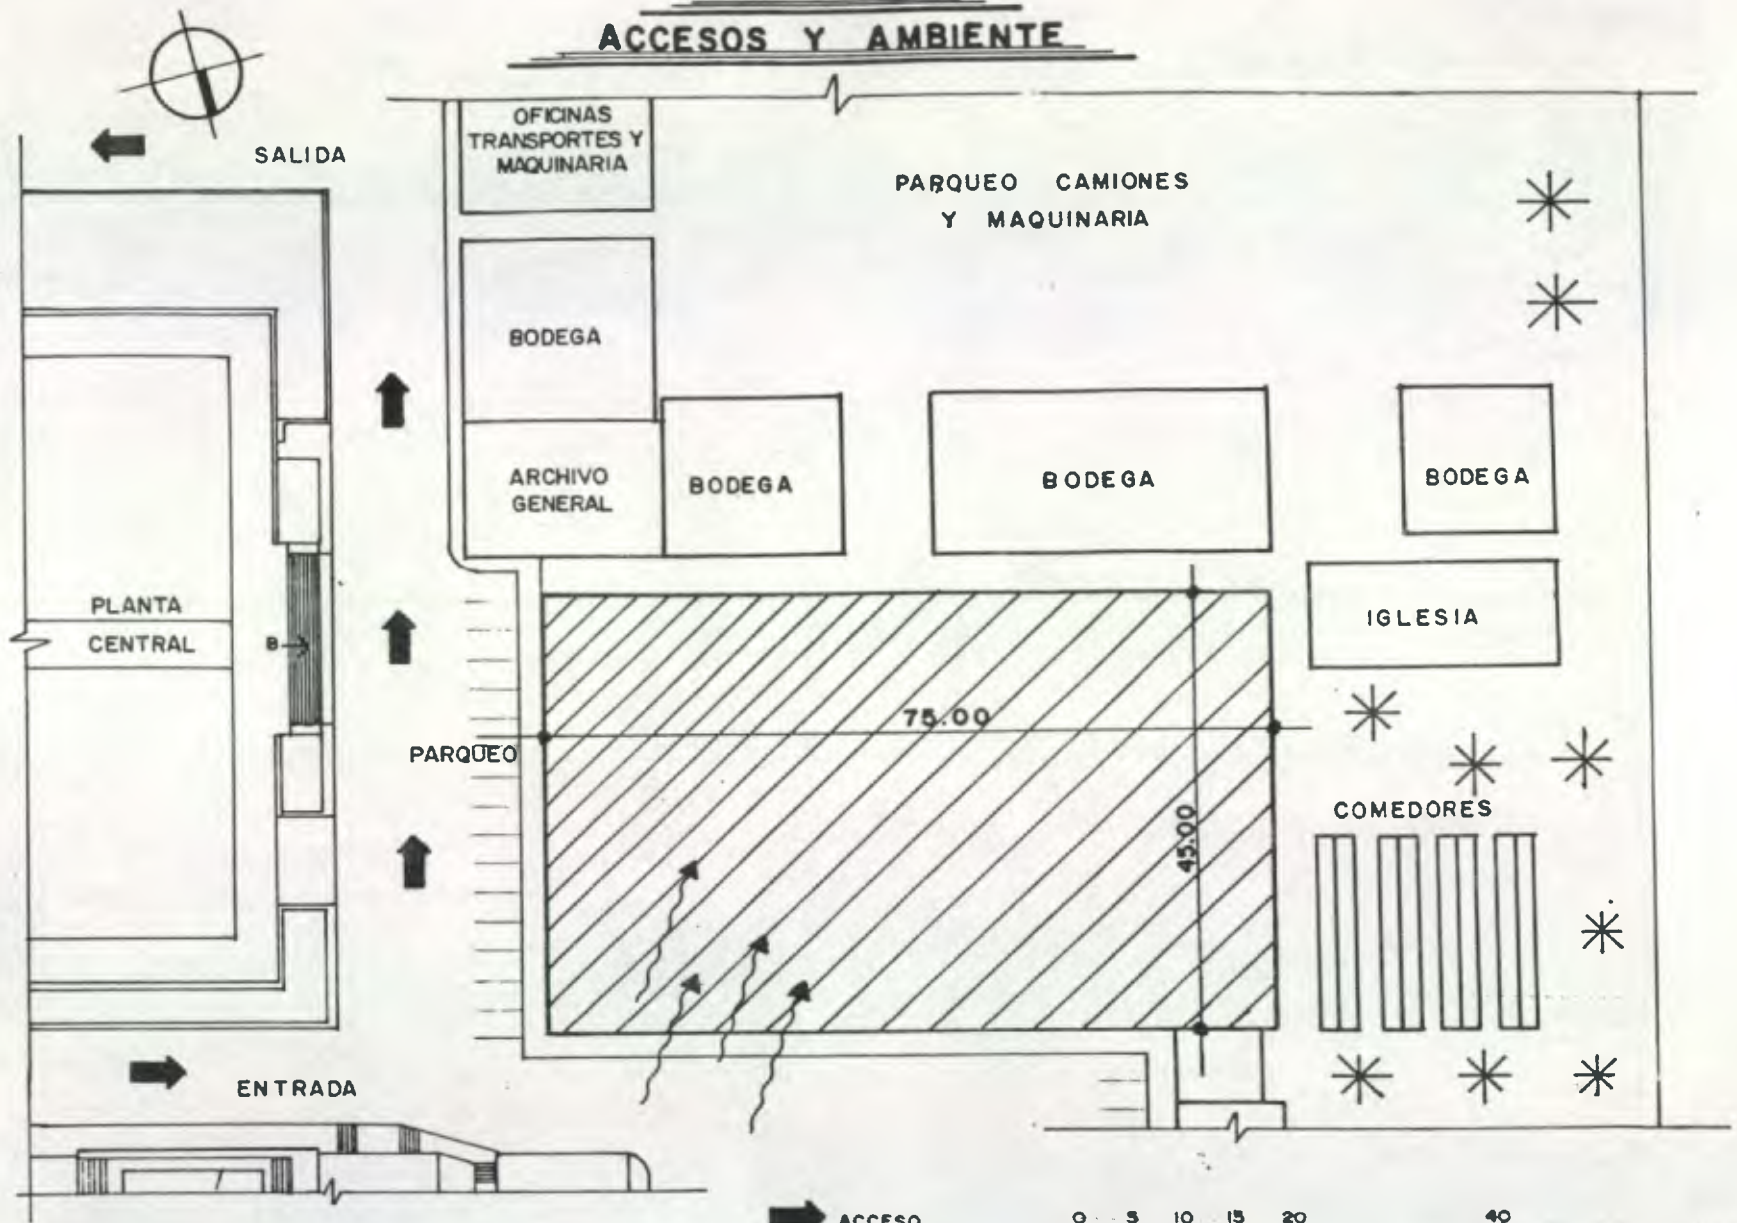 ACCESOS Y AMBIENTE
SALIDA
OFICINAS
TRANSPORTES Y
MAQUINARIA
PARQUEO CAMIONES
Y MAQUINARIA
BODEGA
ARCHIVO
GENERAL
BODEGA
BODEGA
BODEGA
PLANTA
CENTRAL
B
IGLESIA
75.00
PARQUEO
45.00
COMEDORES
ENTRADA
ACCESO
0 5 10 15 20 40